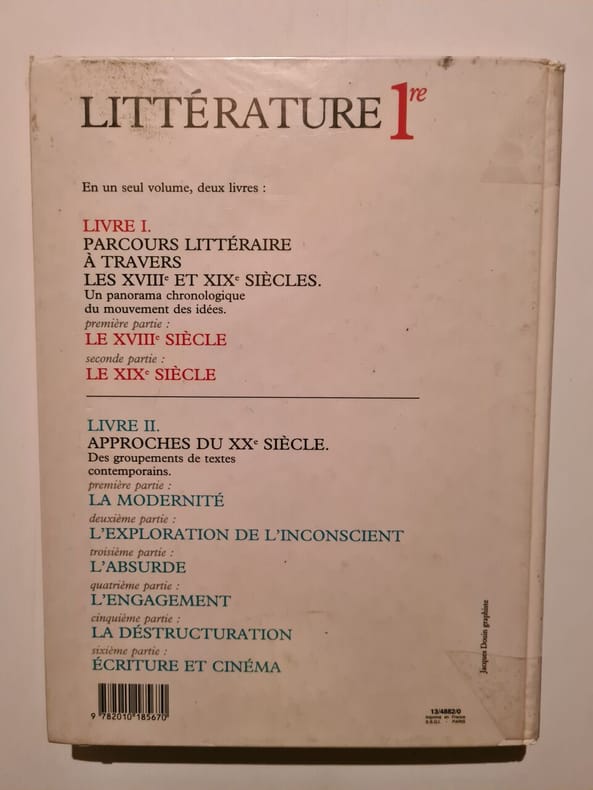 LITTÉRATURE 1re
En un seul volume, deux livres :
LIVRE I.
PARCOURS LITTÉRAIRE
À TRAVERS
LES XVIIIe ET XIXe SIÈCLES.
Un panorama chronologique
du mouvement des idées.
première partie :
LE XVIIIe SIÈCLE
seconde partie :
LE XIXe SIÈCLE
LIVRE II.
APPROCHES DU XXe SIÈCLE.
Des groupements de textes
contemporains.
première partie :
LA MODERNITÉ
deuxième partie :
L'EXPLORATION DE L'INCONSCIENT
troisième partie :
L'ABSURDE
quatrième partie :
L'ENGAGEMENT
cinquième partie :
LA DÉSTRUCTURATION
sixième partie :
ÉCRITURE ET CINÉMA
Jacques Douin graphiste
9 782010 185670
13/4882/0
Imprimé en France
PARIS